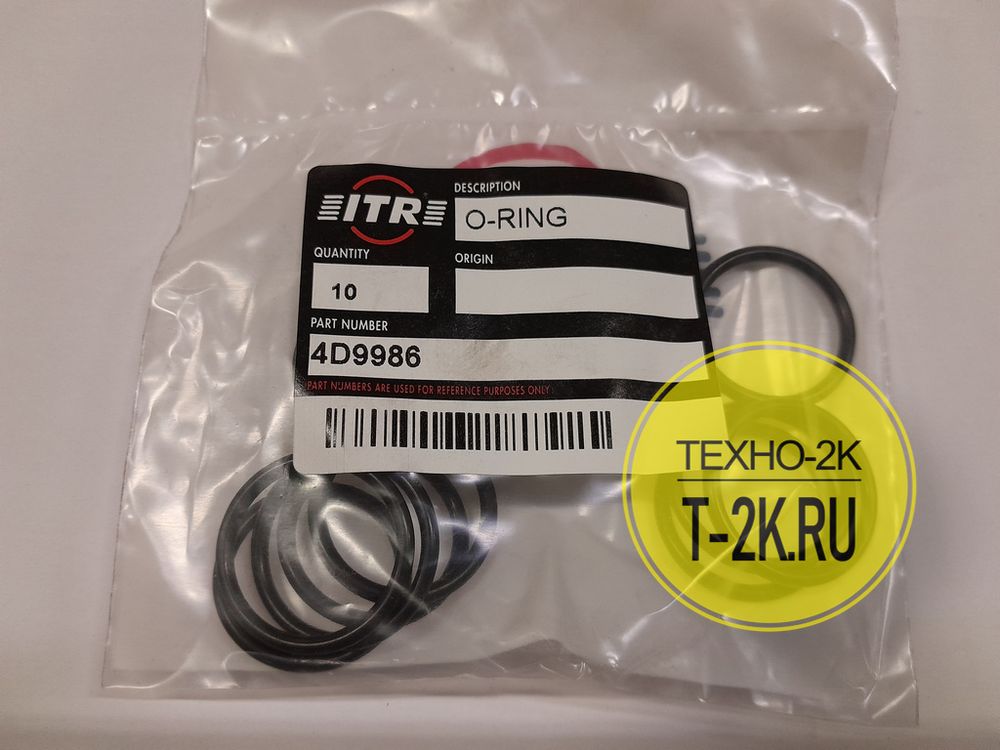 ITR
DESCRIPTION
O-RING
QUANTITY
10
ORIGIN
PART NUMBER
4D9986
PART NUMBERS ARE USED FOR REFERENCE PURPOSES ONLY
ТЕХНО-2К
T-2K.RU